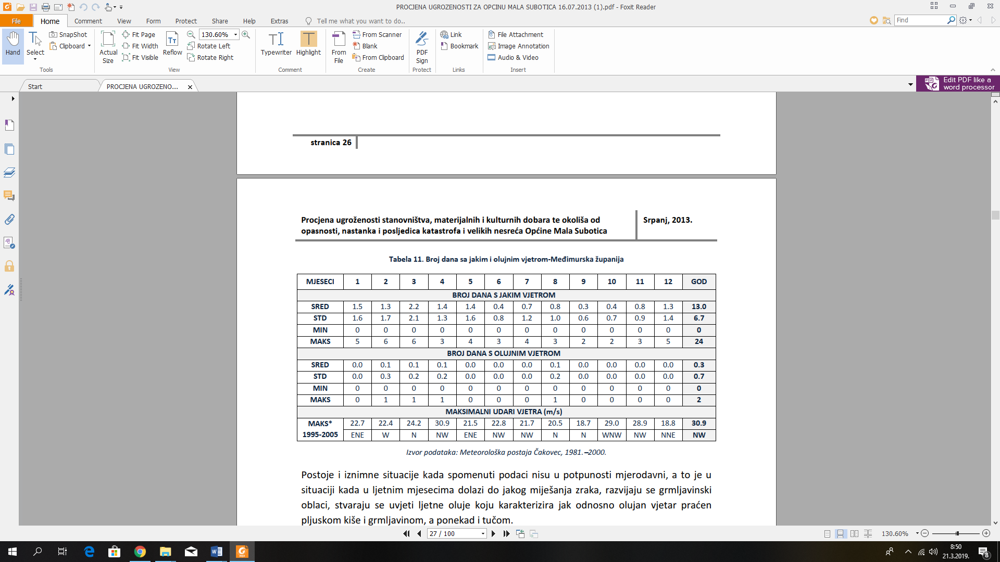 PROCJENA UGROZENOSTI ZA OPCINU MALA SUBOTICA 16.07.2013 (1).pdf - Foxit Reader
File Home Comment View Form Protect Share Help Extras Tell me what you want to do.. Find
Hand Select SnapShot Clipboard Actual Size Fit Page Fit Width Fit Visible Reflow 130.60% Rotate Left Rotate Right Typewriter Highlight From File From Scanner Blank From Clipboard PDF Sign Link Bookmark File Attachment Image Annotation Audio & Video
Tools View Comment Create Protect Links Insert
Start PROCJENA UGROZENO... Edit PDF like a
word processor
stranica 26
Procjena ugroženosti stanovništva, materijalnih i kulturnih dobara te okoliša od Srpanj, 2013.
opasnosti, nastanka i posljedica katastrofa i velikih nesreća Općine Mala Subotica
Tabela 11. Broj dana sa jakim i olujnim vjetrom-Međimurska županija
MJESECI 1 2 3 4 5 6 7 8 9 10 11 12 GOD
BROJ DANA S JAKIM VJETROM
SRED 1.5 1.3 2.2 1.4 1.4 0.4 0.7 0.8 0.3 0.4 0.8 1.3 13.0
STD 1.6 1.7 2.1 1.3 1.6 0.8 1.2 1.0 0.6 0.7 0.9 1.4 6.7
MIN 0 0 0 0 0 0 0 0 0 0 0 0 0
MAKS 5 6 6 3 4 3 4 3 2 2 3 5 24
BROJ DANA S OLUJNIM VJETROM
SRED 0.0 0.1 0.1 0.1 0.0 0.0 0.0 0.1 0.0 0.0 0.0 0.0 0.3
STD 0.0 0.3 0.2 0.2 0.0 0.0 0.0 0.2 0.0 0.0 0.0 0.0 0.7
MIN 0 0 0 0 0 0 0 0 0 0 0 0 0
MAKS 0 1 1 1 0 0 0 1 0 0 0 0 2
MAKSIMALNI UDARI VJETRA (m/s)
MAKS* 22.7 22.4 24.2 30.9 21.5 22.8 21.7 20.5 18.7 29.0 28.9 18.8 30.9
1995-2005 ENE W N NW ENE NW NW N N WNW NW NNE NW
Izvor podataka: Meteorološka postaja Čakovec, 1981.–2000.
Postoje i iznimne situacije kada spomenuti podaci nisu u potpunosti mjerodavni, a to je u
situaciji kada u ljetnim mjesecima dolazi do jakog miješanja zraka, razvijaju se grmljavinski
oblaci, stvaraju se uvjeti ljetne oluje koju karakterizira jak odnosno olujan vjetar praćen
pljuskom kiše i grmljavinom, a ponekad i tučom.
27 / 100 130.60%
8:50
21.3.2019. 8